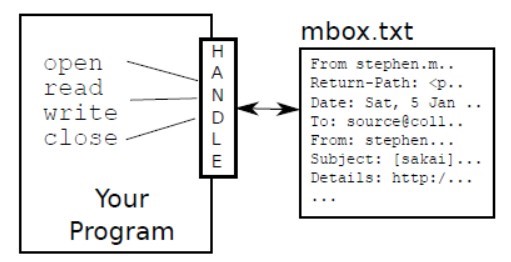 open
read
write
close
H
A
N
D
L
E
Your
Program
mbox.txt
From stephen.m..
Return-Path: <p..
Date: Sat, 5 Jan ..
To: source@coll..
From: stephen...
Subject: [sakai]...
Details: http:/...
...